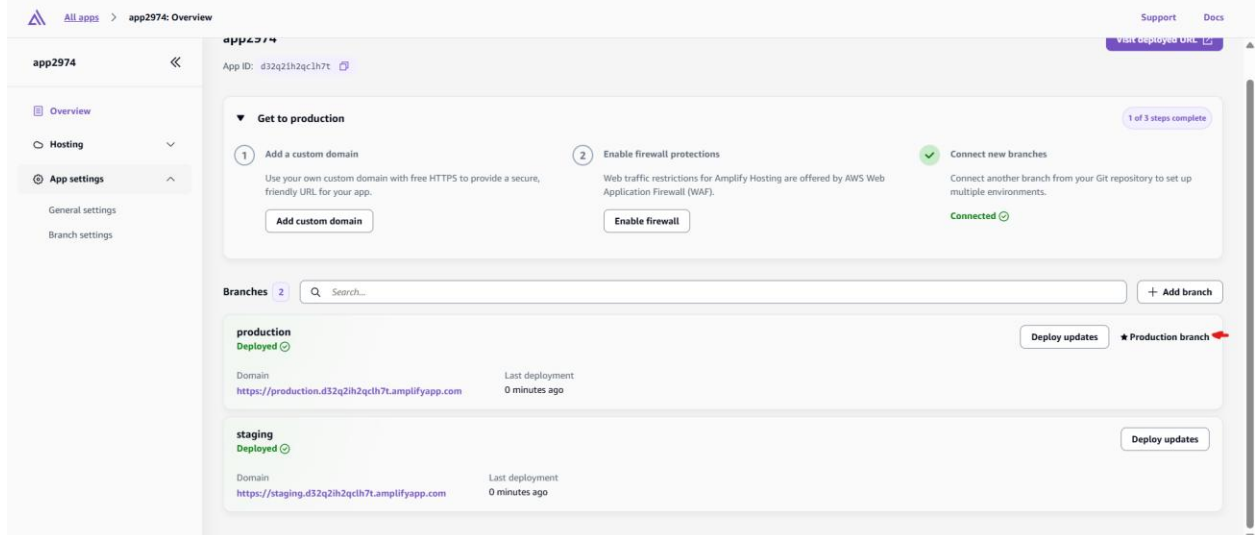 All apps > app2974: Overview
Support Docs
app2974
app2974
Visit deployed URL
App ID: d32q2ih2qclh7t
Overview
Hosting
App settings
General settings
Branch settings
Get to production
1 of 3 steps complete
1 Add a custom domain
Use your own custom domain with free HTTPS to provide a secure,
friendly URL for your app.
Add custom domain
2 Enable firewall protections
Web traffic restrictions for Amplify Hosting are offered by AWS Web
Application Firewall (WAF).
Enable firewall
Connect new branches
Connect another branch from your Git repository to set up
multiple environments.
Connected
Branches 2 Search... + Add branch
production
Deployed
Deploy updates ★ Production branch
Domain Last deployment
https://production.d32q2ih2qclh7t.amplifyapp.com 0 minutes ago
staging
Deployed
Deploy updates
Domain Last deployment
https://staging.d32q2ih2qclh7t.amplifyapp.com 0 minutes ago